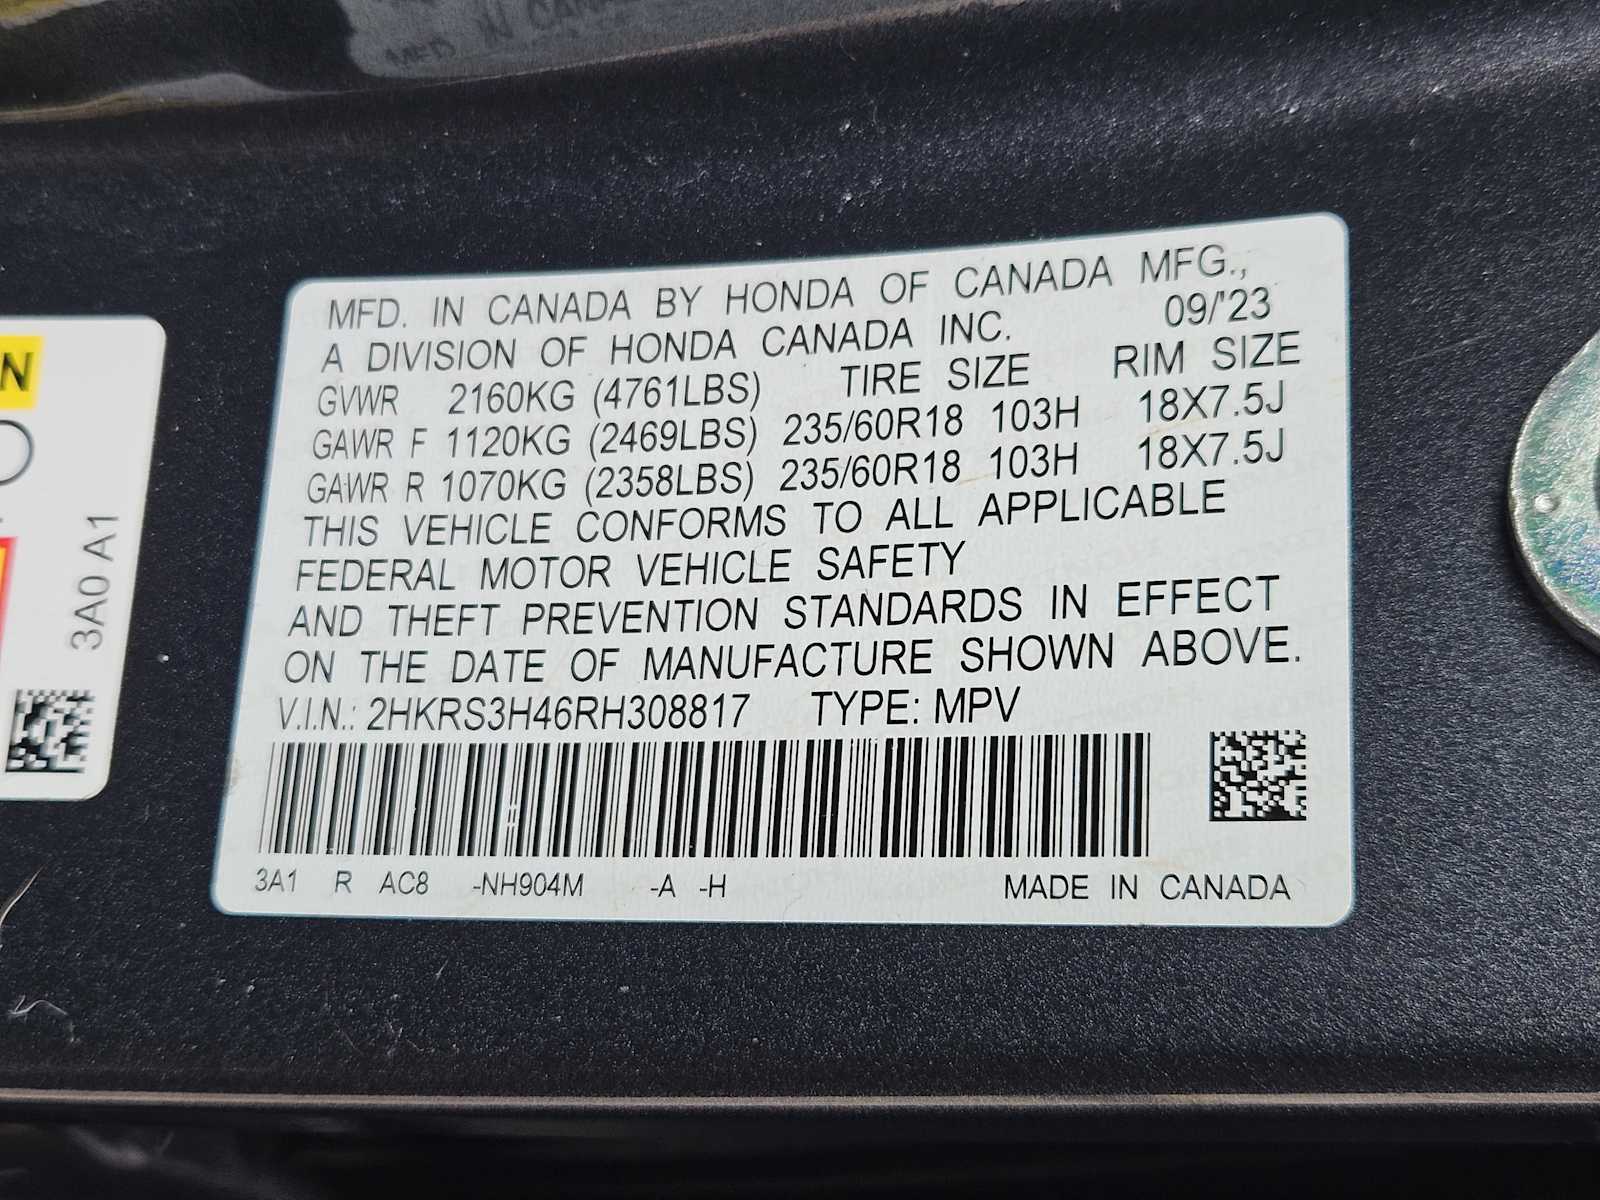 MFD. IN CANADA BY HONDA OF CANADA MFG.,
A DIVISION OF HONDA CANADA INC. 09/'23
GVWR 2160KG (4761LBS) TIRE SIZE RIM SIZE
GAWR F 1120KG (2469LBS) 235/60R18 103H 18X7.5J
GAWR R 1070KG (2358LBS) 235/60R18 103H 18X7.5J
THIS VEHICLE CONFORMS TO ALL APPLICABLE
FEDERAL MOTOR VEHICLE SAFETY
AND THEFT PREVENTION STANDARDS IN EFFECT
ON THE DATE OF MANUFACTURE SHOWN ABOVE.
V.I.N.: 2HKRS3H46RH308817 TYPE: MPV
3A1 R AC8 -NH904M -A -H MADE IN CANADA
3A0 A1